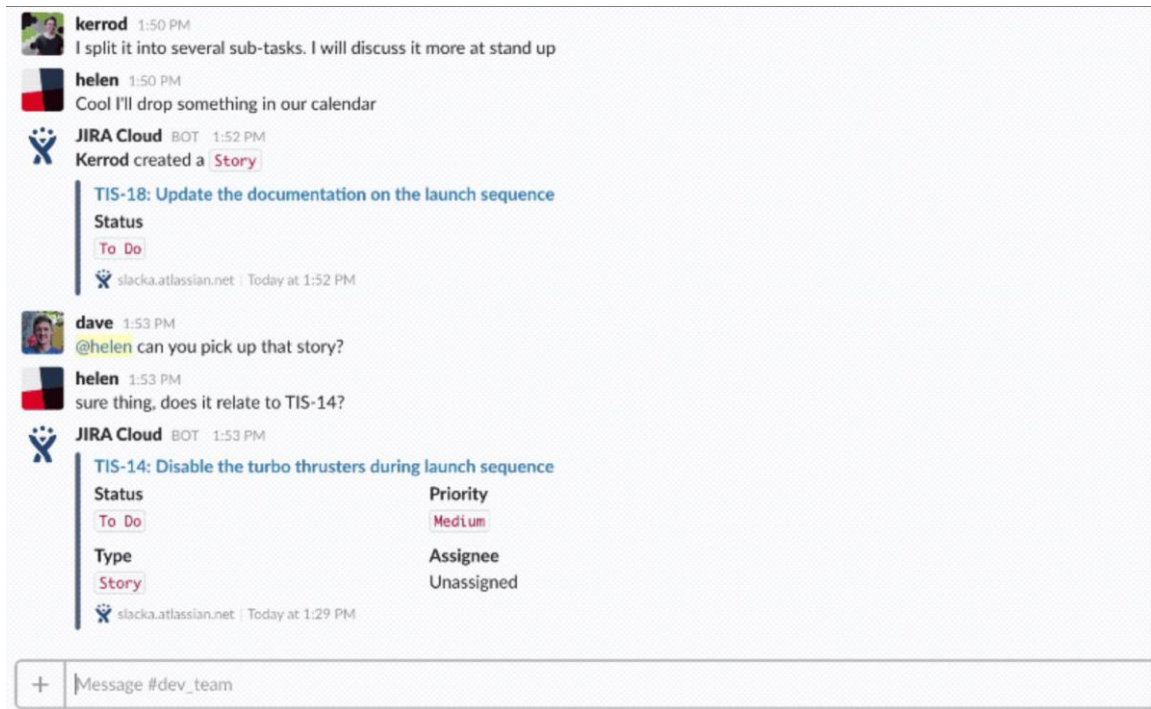 kerrod 1:50 PM
I split it into several sub-tasks. I will discuss it more at stand up
helen 1:50 PM
Cool I'll drop something in our calendar
JIRA Cloud BOT 1:52 PM
Kerrod created a Story
TIS-18: Update the documentation on the launch sequence
Status
To Do
slacka.atlassian.net | Today at 1:52 PM
dave 1:53 PM
@helen can you pick up that story?
helen 1:53 PM
sure thing, does it relate to TIS-14?
JIRA Cloud BOT 1:53 PM
TIS-14: Disable the turbo thrusters during launch sequence
Status Priority
To Do Medium
Type Assignee
Story Unassigned
slacka.atlassian.net | Today at 1:29 PM
+ Message #dev_team